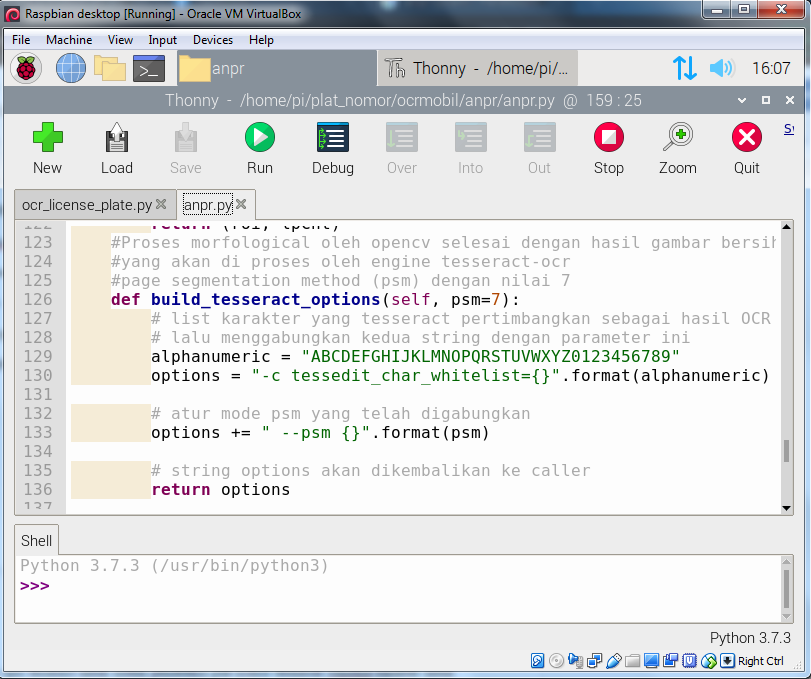 Raspbian desktop [Running] - Oracle VM VirtualBox
File Machine View Input Devices Help
anpr
Thonny - /home/pi/...
16:07
Thonny - /home/pi/plat_nomor/ocrmobil/anpr/anpr.py @ 159 : 25
New Load Save Run Debug Over Into Out Stop Zoom Quit
ocr_license_plate.py anpr.py
122 return (roi, lpCnt)
123 #Proses morfological oleh opencv selesai dengan hasil gambar bersih
124 #yang akan di proses oleh engine tesseract-ocr
125 #page segmentation method (psm) dengan nilai 7
126 def build_tesseract_options(self, psm=7):
127 # list karakter yang tesseract pertimbangkan sebagai hasil OCR
128 # lalu menggabungkan kedua string dengan parameter ini
129 alphanumeric = "ABCDEFGHIJKLMNOPQRSTUVWXYZ0123456789"
130 options = "-c tessedit_char_whitelist={}".format(alphanumeric)
131
132 # atur mode psm yang telah digabungkan
133 options += " --psm {}".format(psm)
134
135 # string options akan dikembalikan ke caller
136 return options
137
Shell
Python 3.7.3 (/usr/bin/python3)
>>>
Python 3.7.3
Right Ctrl